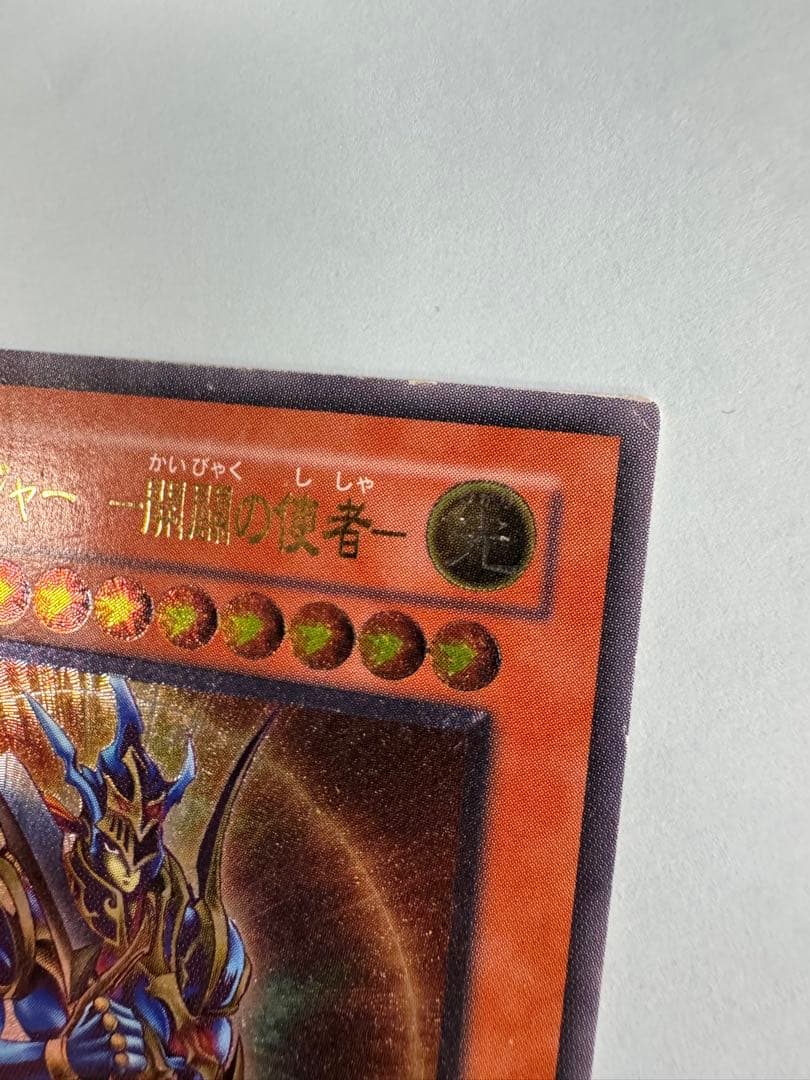 かいびゃく ししゃ
ジャー －開闢の使者－
光